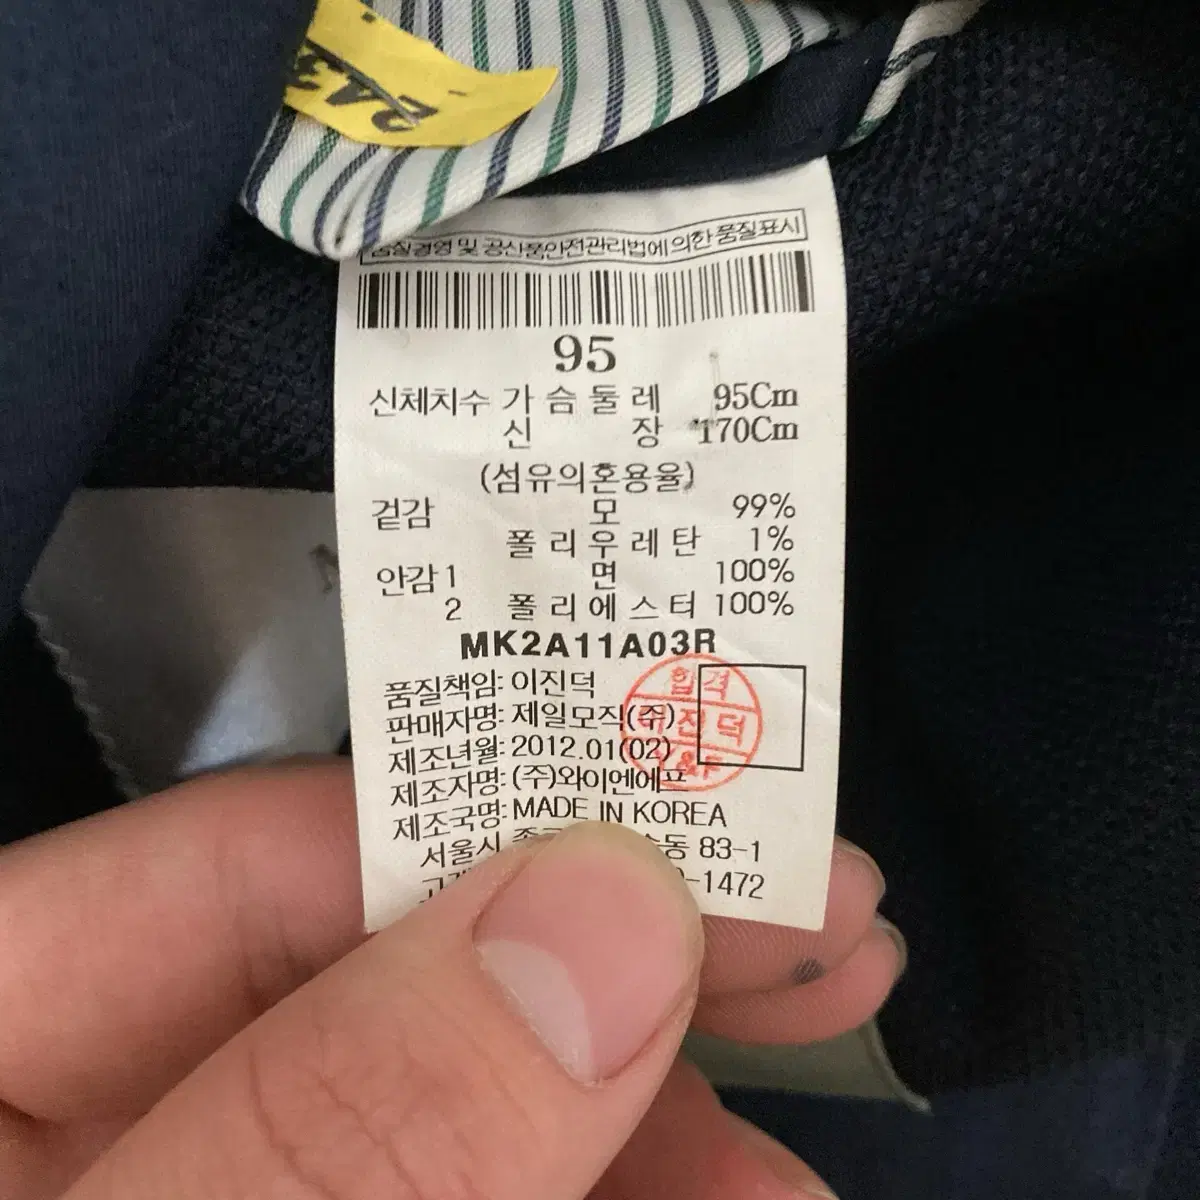 품질경영 및 공산품안전관리법에 의한 품질표시
95
신체치수 가슴둘레 95Cm
신장 170Cm
(섬유의혼용율)
겉감 모 99%
폴리우레탄 1%
안감 1 면 100%
2 폴리에스터 100%
MK2A11A03R
품질책임: 이진덕
판매자명: 제일모직(주)
제조년월: 2012.01(02)
제조자명: (주)와이엔에프
제조국명: MADE IN KOREA
서울시 83-1
-1472
합격
이진덕